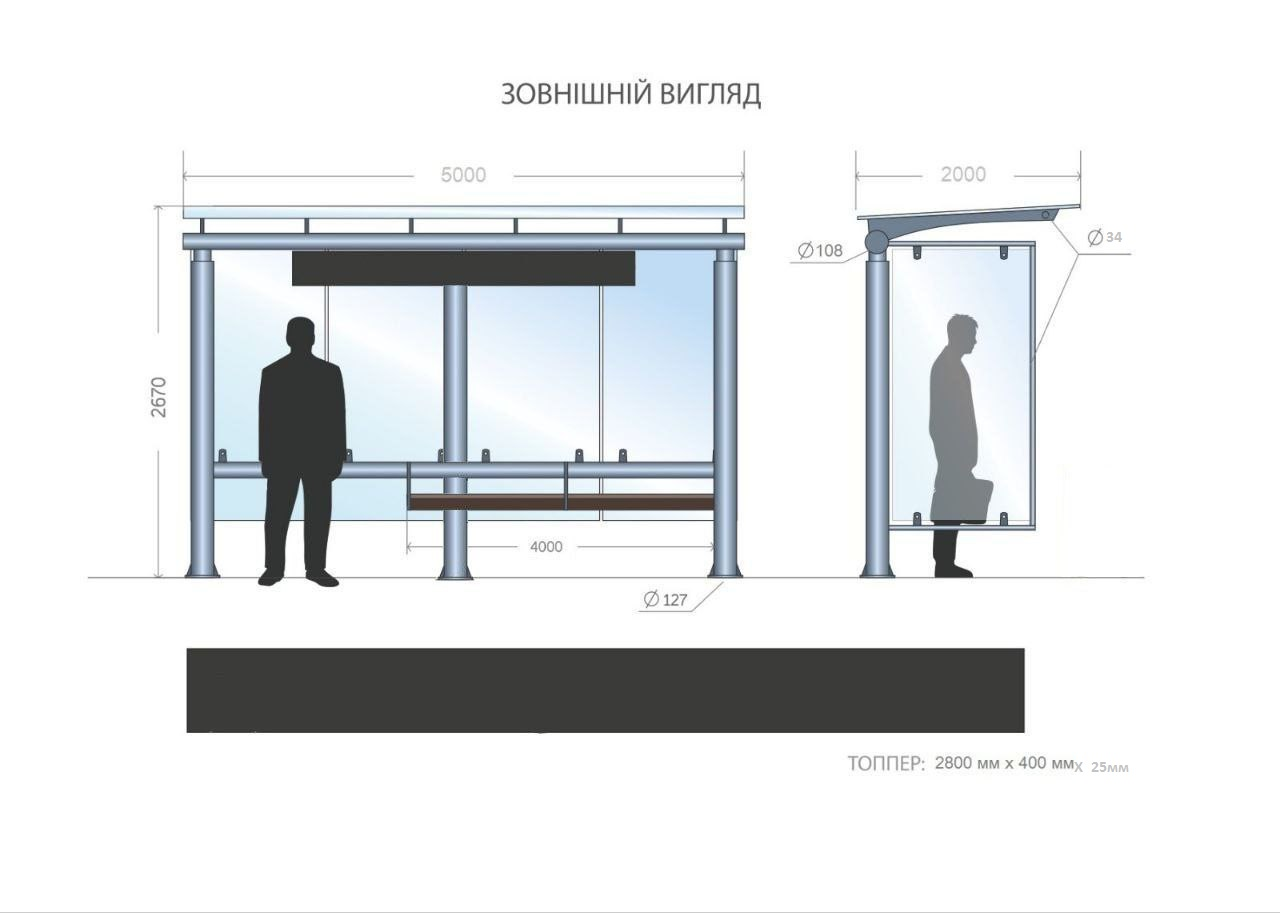 ЗОВНІШНІЙ ВИГЛЯД
5000
2000
2670
Ø108
Ø34
4000
Ø127
ТОППЕР: 2800 мм x 400 мм X 25мм